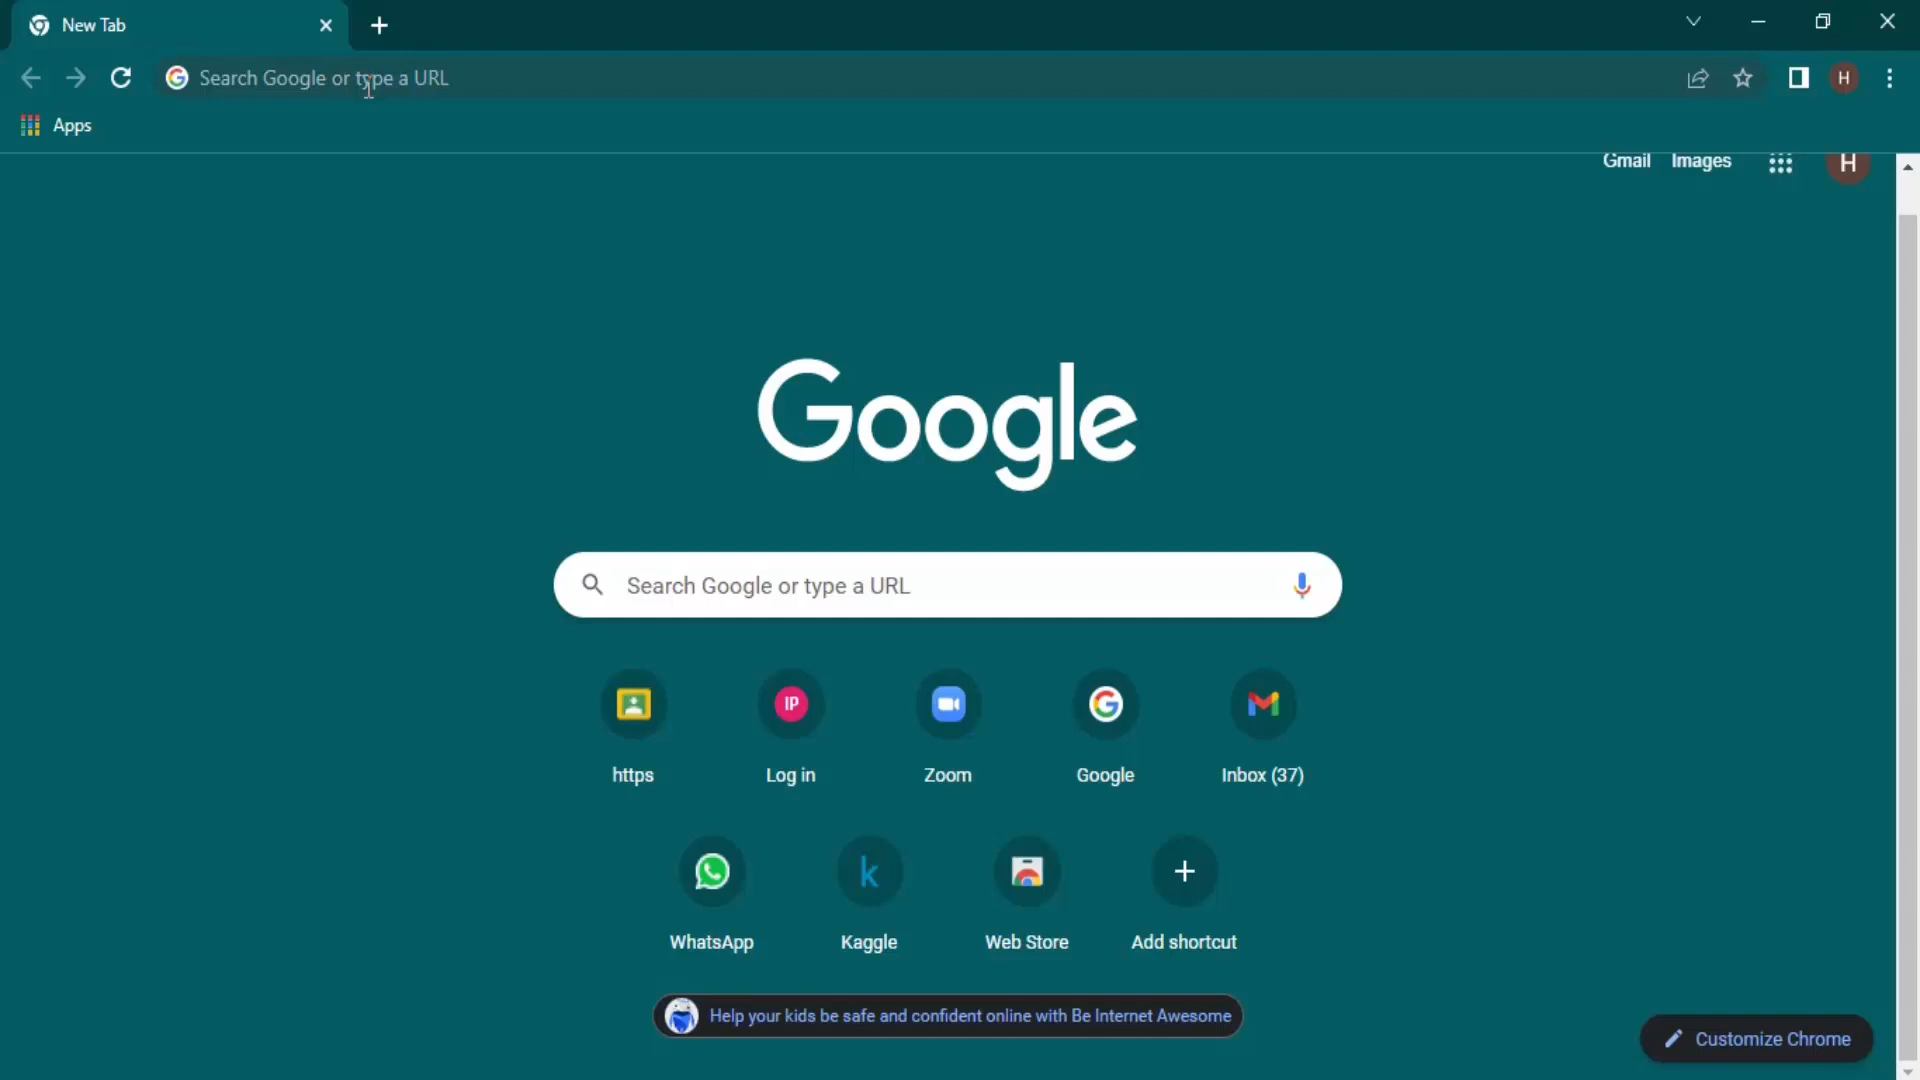 New Tab
Search Google or type a URL
H
Apps
Gmail Images
H
Google
Search Google or type a URL
IP
https Log in Zoom Google Inbox (37)
k
WhatsApp Kaggle Web Store Add shortcut
Help your kids be safe and confident online with Be Internet Awesome
Customize Chrome